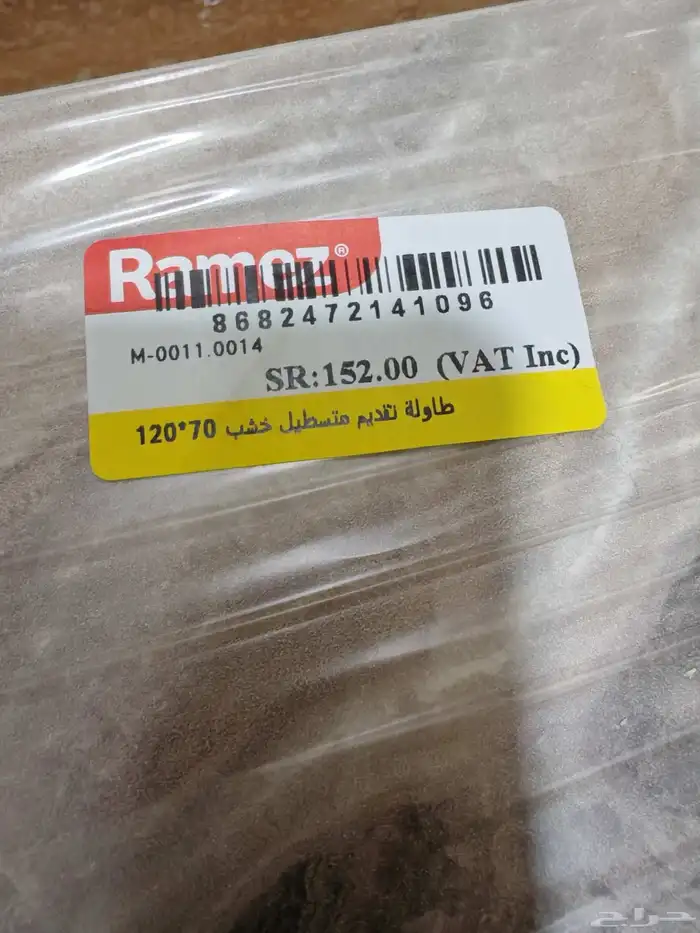 Ramez®
8682472141096
M-0011.0014
SR:152.00 (VAT Inc)
طاولة تقديم متسطيل خشب 70*120
حراج